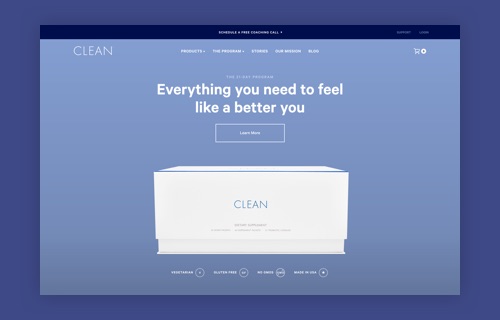 SCHEDULE A FREE COACHING CALL
SUPPORT LOGIN
CLEAN PRODUCTS THE PROGRAM STORIES OUR MISSION BLOG 0
THE 21-DAY PROGRAM
Everything you need to feel
like a better you
Learn More
CLEAN
DIETARY SUPPLEMENT
VEGETARIAN GLUTEN FREE NO GMOS MADE IN USA